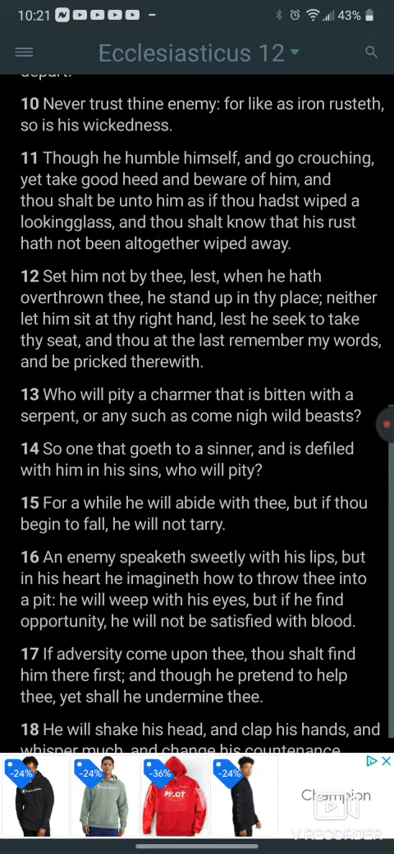 10:21 43%
Ecclesiasticus 12
depart.
10 Never trust thine enemy: for like as iron rusteth,
so is his wickedness.
11 Though he humble himself, and go crouching,
yet take good heed and beware of him, and
thou shalt be unto him as if thou hadst wiped a
lookingglass, and thou shalt know that his rust
hath not been altogether wiped away.
12 Set him not by thee, lest, when he hath
overthrown thee, he stand up in thy place; neither
let him sit at thy right hand, lest he seek to take
thy seat, and thou at the last remember my words,
and be pricked therewith.
13 Who will pity a charmer that is bitten with a
serpent, or any such as come nigh wild beasts?
14 So one that goeth to a sinner, and is defiled
with him in his sins, who will pity?
15 For a while he will abide with thee, but if thou
begin to fall, he will not tarry.
16 An enemy speaketh sweetly with his lips, but
in his heart he imagineth how to throw thee into
a pit: he will weep with his eyes, but if he find
opportunity, he will not be satisfied with blood.
17 If adversity come upon thee, thou shalt find
him there first; and though he pretend to help
thee, yet shall he undermine thee.
18 He will shake his head, and clap his hands, and
whisper much, and change his countenance
-24% -24% -36% -24%
Champion
V RECORDER